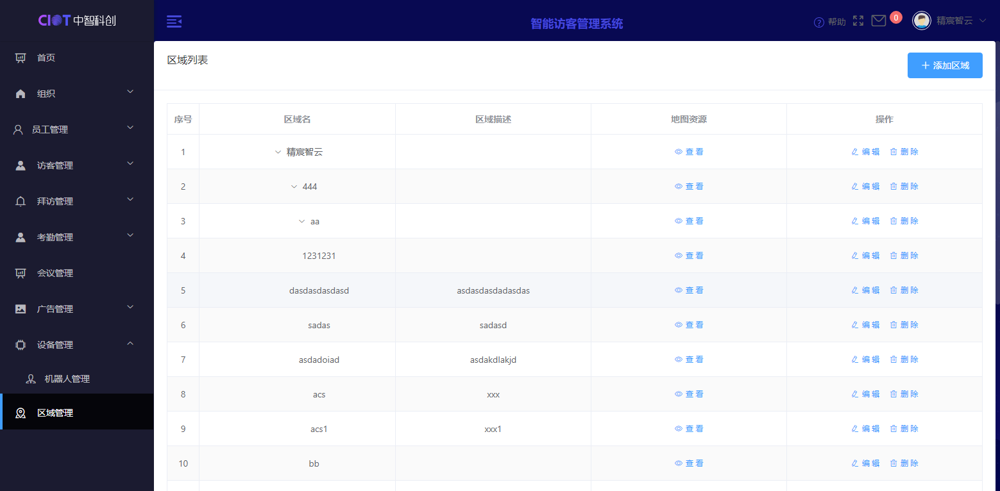 CIOT 中智科创
智能访客管理系统
帮助
0
精宸智云
首页
组织
员工管理
访客管理
拜访管理
考勤管理
会议管理
广告管理
设备管理
机器人管理
区域管理
区域列表
添加区域
序号 区域名 区域描述 地图资源 操作
1 精宸智云 查看 编辑 删除
2 444 查看 编辑 删除
3 aa 查看 编辑 删除
4 1231231 查看 编辑 删除
5 dasdasdasdasd asdasdasdadasdas 查看 编辑 删除
6 sadas sadasd 查看 编辑 删除
7 asdadoiad asdakdlakjd 查看 编辑 删除
8 acs xxx 查看 编辑 删除
9 acs1 xxx1 查看 编辑 删除
10 bb 查看 编辑 删除